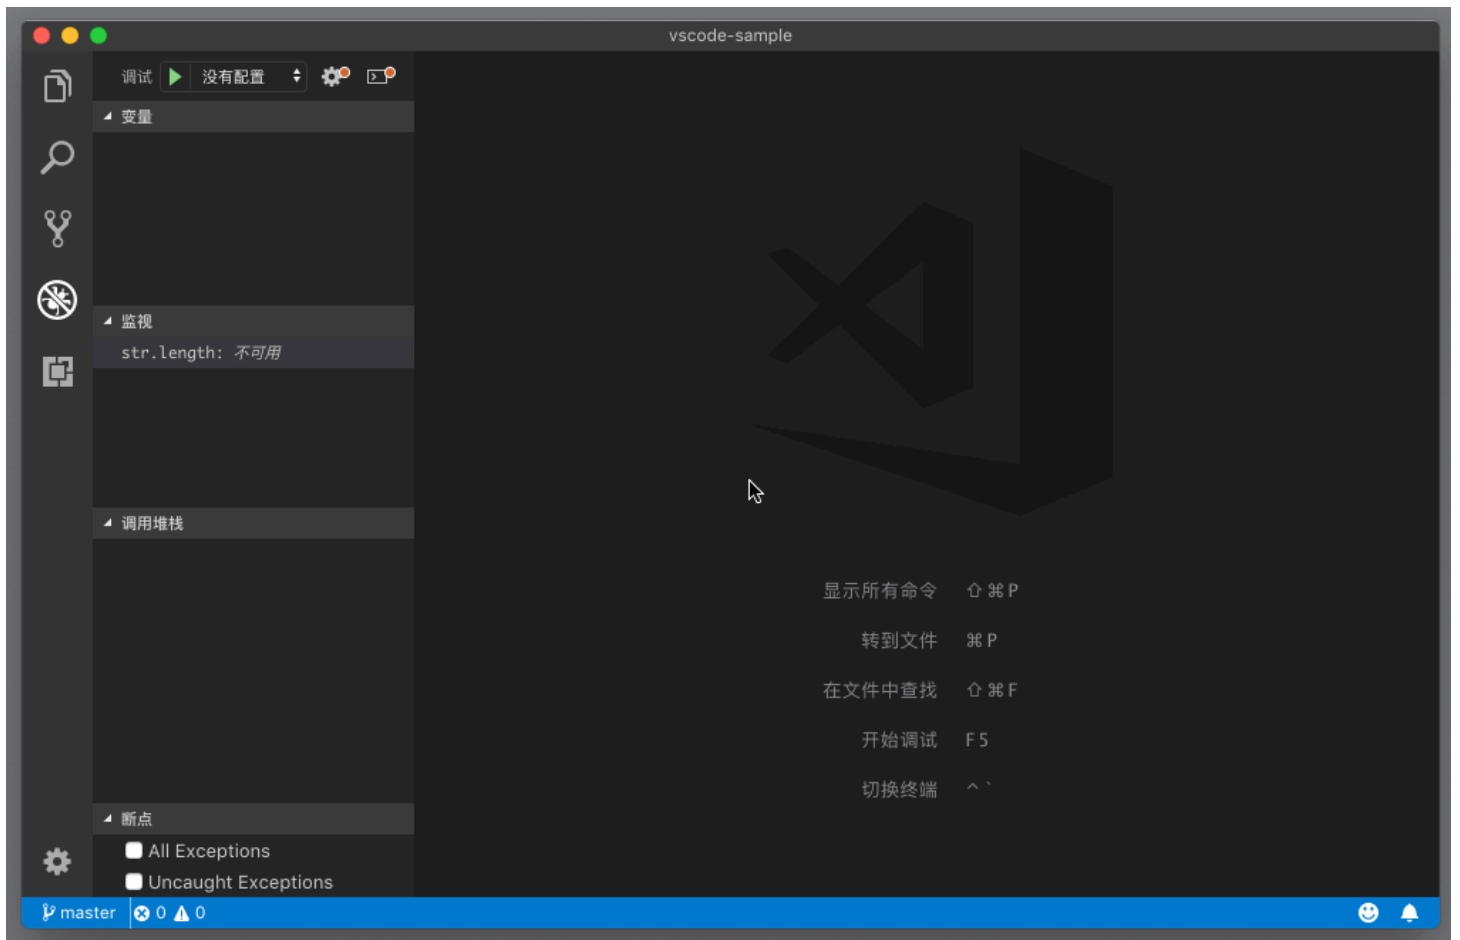 vscode-sample
调试 没有配置
变量
监视
str.length: 不可用
调用堆栈
显示所有命令 ⇧⌘P
转到文件 ⌘P
在文件中查找 ⇧⌘F
开始调试 F5
切换终端 ^`
断点
All Exceptions
Uncaught Exceptions
master 0 0